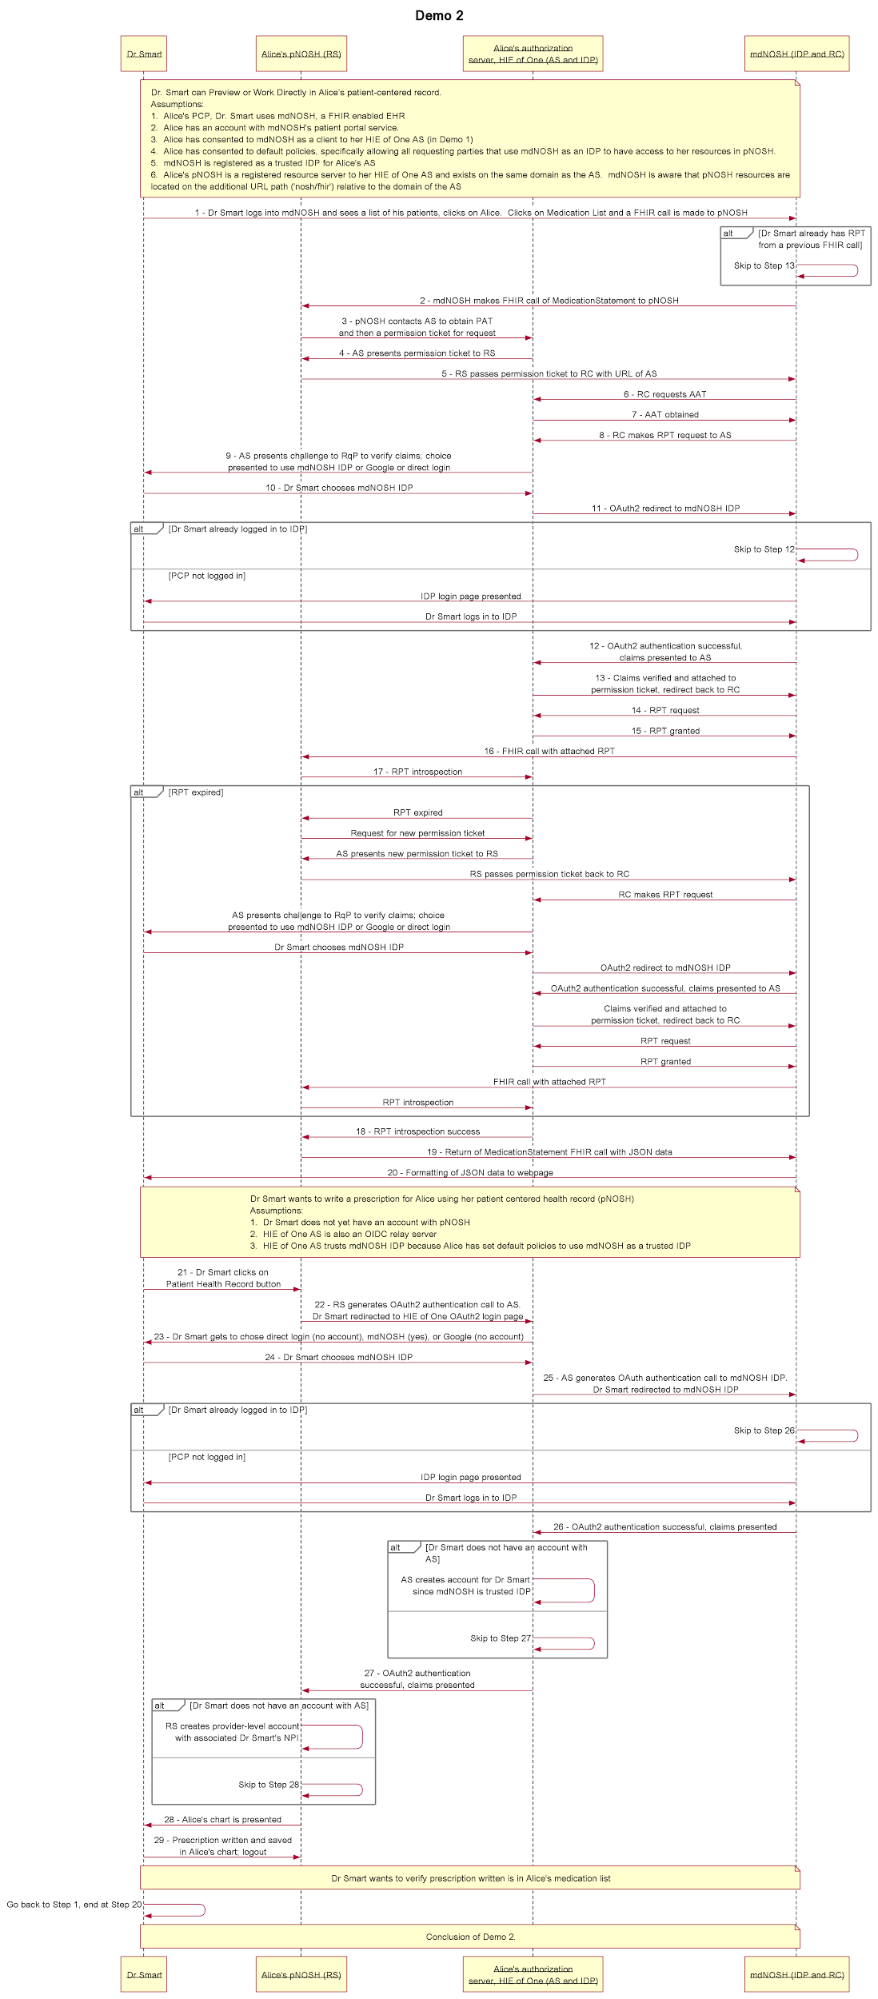 Demo 2
Dr Smart
Alice's pNOSH (RS)
Alice's authorization
server, HIE of One (AS and IDP)
mdNOSH (IDP and RC)
Dr. Smart can Preview or Work Directly in Alice's patient-centered record.
Assumptions:
1.  Alice's PCP, Dr. Smart uses mdNOSH, a FHIR enabled EHR
2.  Alice has an account with mdNOSH's patient portal service.
3.  Alice has consented to mdNOSH as a client to her HIE of One AS (in Demo 1)
4.  Alice has consented to default policies, specifically allowing all requesting parties that use mdNOSH as an IDP to have access to her resources in pNOSH.
5.  mdNOSH is registered as a trusted IDP for Alice's AS
6.  Alice's pNOSH is a registered resource server to her HIE of One AS and exists on the same domain as the AS.  mdNOSH is aware that pNOSH resources are
located on the additional URL path ('nosh/fhir') relative to the domain of the AS
1 - Dr Smart logs into mdNOSH and sees a list of his patients, clicks on Alice.  Clicks on Medication List and a FHIR call is made to pNOSH
alt
[Dr Smart already has RPT
from a previous FHIR call]
Skip to Step 13
2 - mdNOSH makes FHIR call of MedicationStatement to pNOSH
3 - pNOSH contacts AS to obtain PAT
and then a permission ticket for request
4 - AS presents permission ticket to RS
5 - RS passes permission ticket to RC with URL of AS
6 - RC requests AAT
7 - AAT obtained
8 - RC makes RPT request to AS
9 - AS presents challenge to RqP to verify claims; choice
presented to use mdNOSH IDP or Google or direct login
10 - Dr Smart chooses mdNOSH IDP
11 - OAuth2 redirect to mdNOSH IDP
alt
[Dr Smart already logged in to IDP]
Skip to Step 12
[PCP not logged in]
IDP login page presented
Dr Smart logs in to IDP
12 - OAuth2 authentication successful,
claims presented to AS
13 - Claims verified and attached to
permission ticket, redirect back to RC
14 - RPT request
15 - RPT granted
16 - FHIR call with attached RPT
17 - RPT introspection
alt
[RPT expired]
RPT expired
Request for new permission ticket
AS presents new permission ticket to RS
RS passes permission ticket back to RC
RC makes RPT request
AS presents challenge to RqP to verify claims; choice
presented to use mdNOSH IDP or Google or direct login
Dr Smart chooses mdNOSH IDP
OAuth2 redirect to mdNOSH IDP
OAuth2 authentication successful, claims presented to AS
Claims verified and attached to
permission ticket, redirect back to RC
RPT request
RPT granted
FHIR call with attached RPT
RPT introspection
18 - RPT introspection success
19 - Return of MedicationStatement FHIR call with JSON data
20 - Formatting of JSON data to webpage
Dr Smart wants to write a prescription for Alice using her patient centered health record (pNOSH)
Assumptions:
1.  Dr Smart does not yet have an account with pNOSH
2.  HIE of One AS is also an OIDC relay server
3.  HIE of One AS trusts mdNOSH IDP because Alice has set default policies to use mdNOSH as a trusted IDP
21 - Dr Smart clicks on
Patient Health Record button
22 - RS generates OAuth2 authentication call to AS.
Dr Smart redirected to HIE of One OAuth2 login page
23 - Dr Smart gets to chose direct login (no account), mdNOSH (yes), or Google (no account)
24 - Dr Smart chooses mdNOSH IDP
25 - AS generates OAuth authentication call to mdNOSH IDP.
Dr Smart redirected to mdNOSH IDP
alt
[Dr Smart already logged in to IDP]
Skip to Step 26
[PCP not logged in]
IDP login page presented
Dr Smart logs in to IDP
26 - OAuth2 authentication successful, claims presented
alt
[Dr Smart does not have an account with
AS]
AS creates account for Dr Smart
since mdNOSH is trusted IDP
Skip to Step 27
27 - OAuth2 authentication
successful, claims presented
alt
[Dr Smart does not have an account with AS]
RS creates provider-level account
with associated Dr Smart's NPI
Skip to Step 28
28 - Alice's chart is presented
29 - Prescription written and saved
in Alice's chart; logout
Dr Smart wants to verify prescription written is in Alice's medication list
Go back to Step 1, end at Step 20
Conclusion of Demo 2.
Dr Smart
Alice's pNOSH (RS)
Alice's authorization
server, HIE of One (AS and IDP)
mdNOSH (IDP and RC)